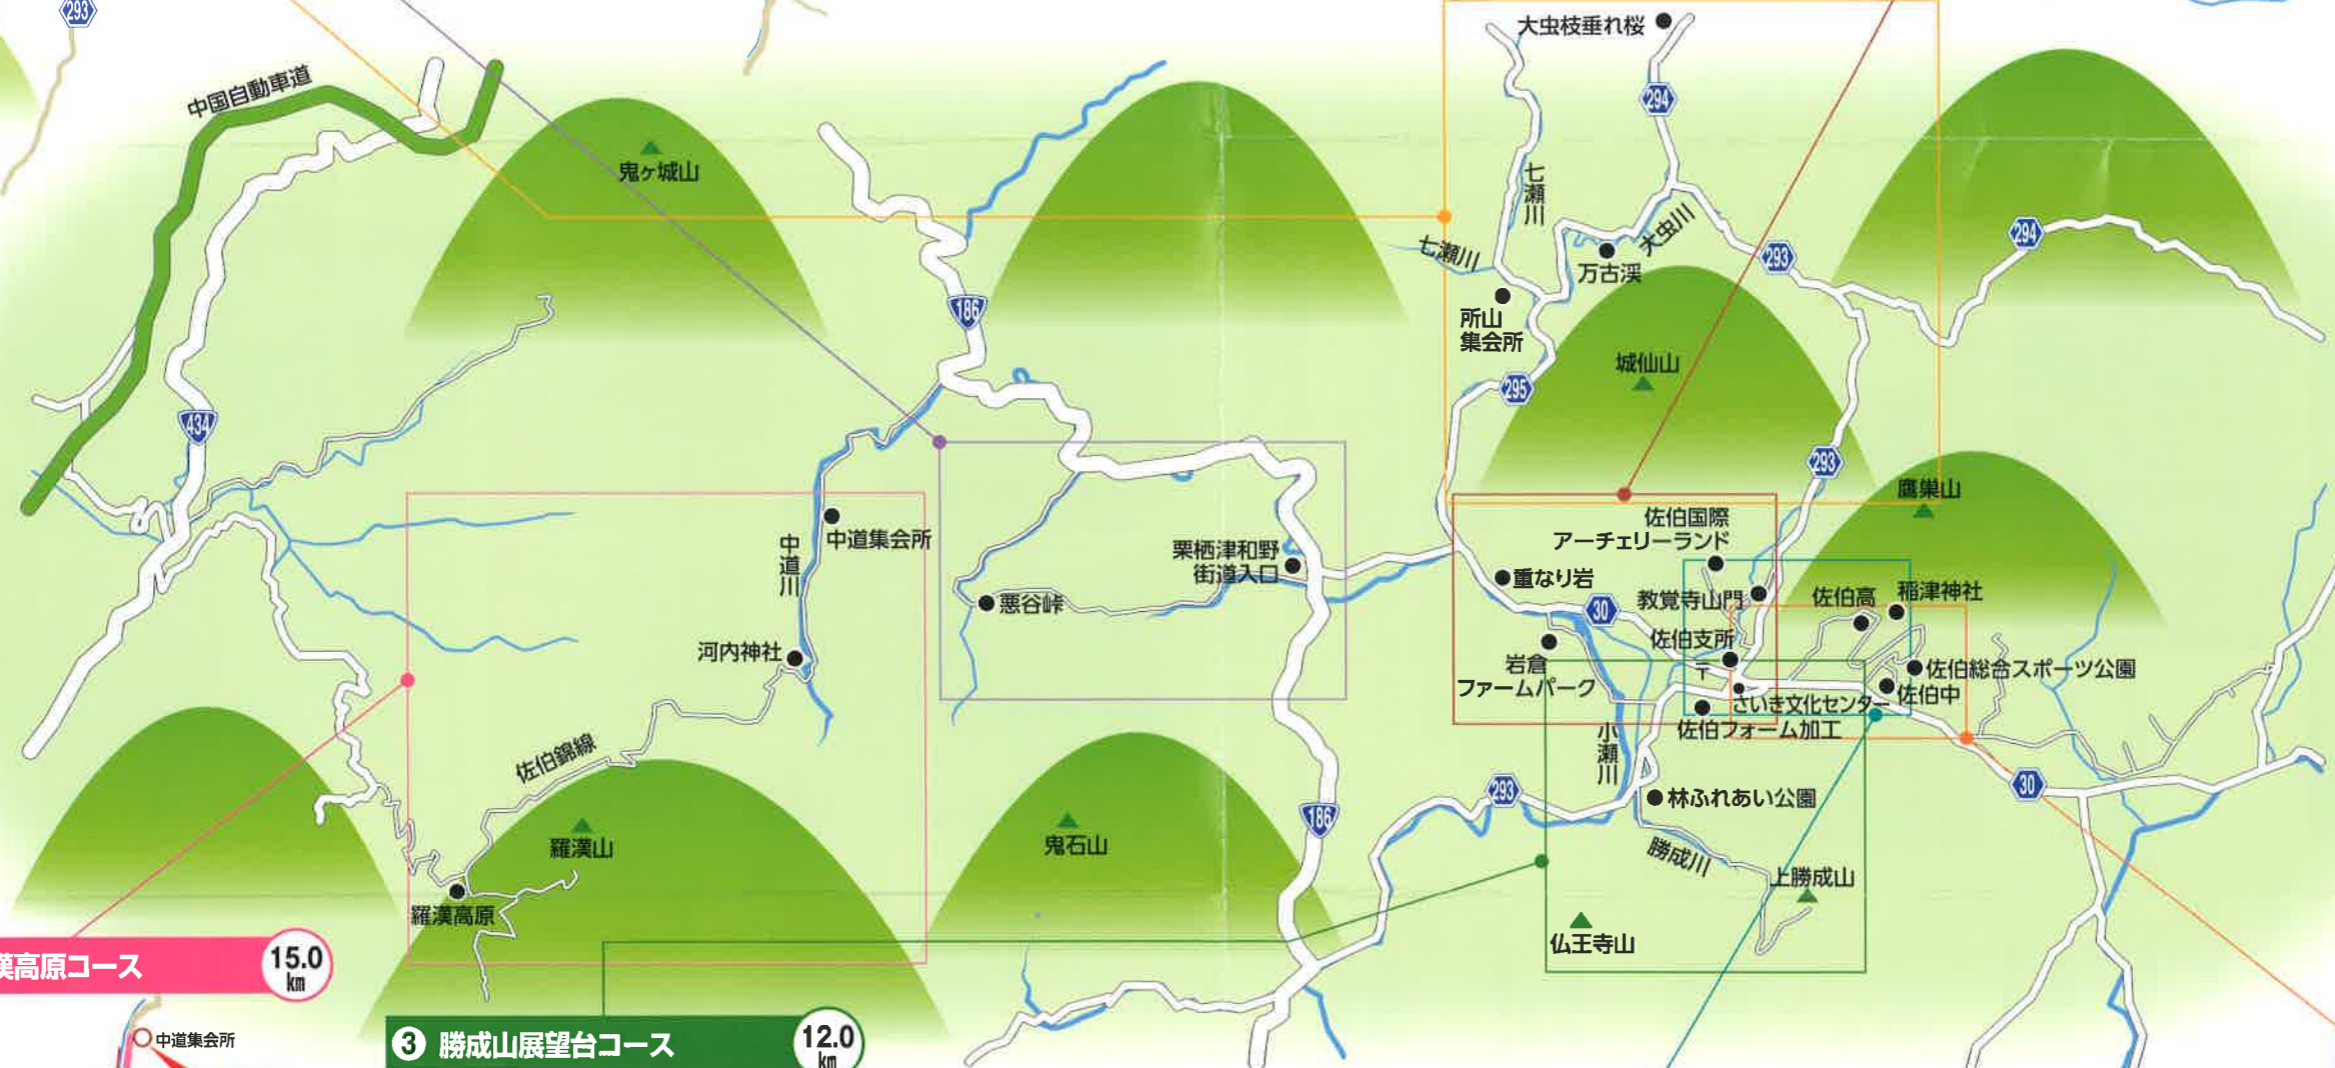 293
中国自動車道
434
鬼ヶ城山
186
大虫枝垂れ桜
294
七瀬川
七瀬川
大虫川
万古渓
293
294
所山
集会所
城仙山
295
293
鷹巣山
中道川
中道集会所
河内神社
佐伯錦線
羅漢山
羅漢高原
悪谷峠
栗栖津和野
街道入口
佐伯国際
アーチェリーランド
重なり岩
30
教覚寺山門
佐伯高
稲津神社
佐伯支所
〒
岩倉
ファームパーク
佐伯総合スポーツ公園
佐伯中
さいき文化センター
佐伯フォーム加工
小瀬川
293
林ふれあい公園
30
186
鬼石山
勝成川
上勝成山
仏王寺山
漢高原コース
15.0
km
中道集会所
3 勝成山展望台コース
12.0
km